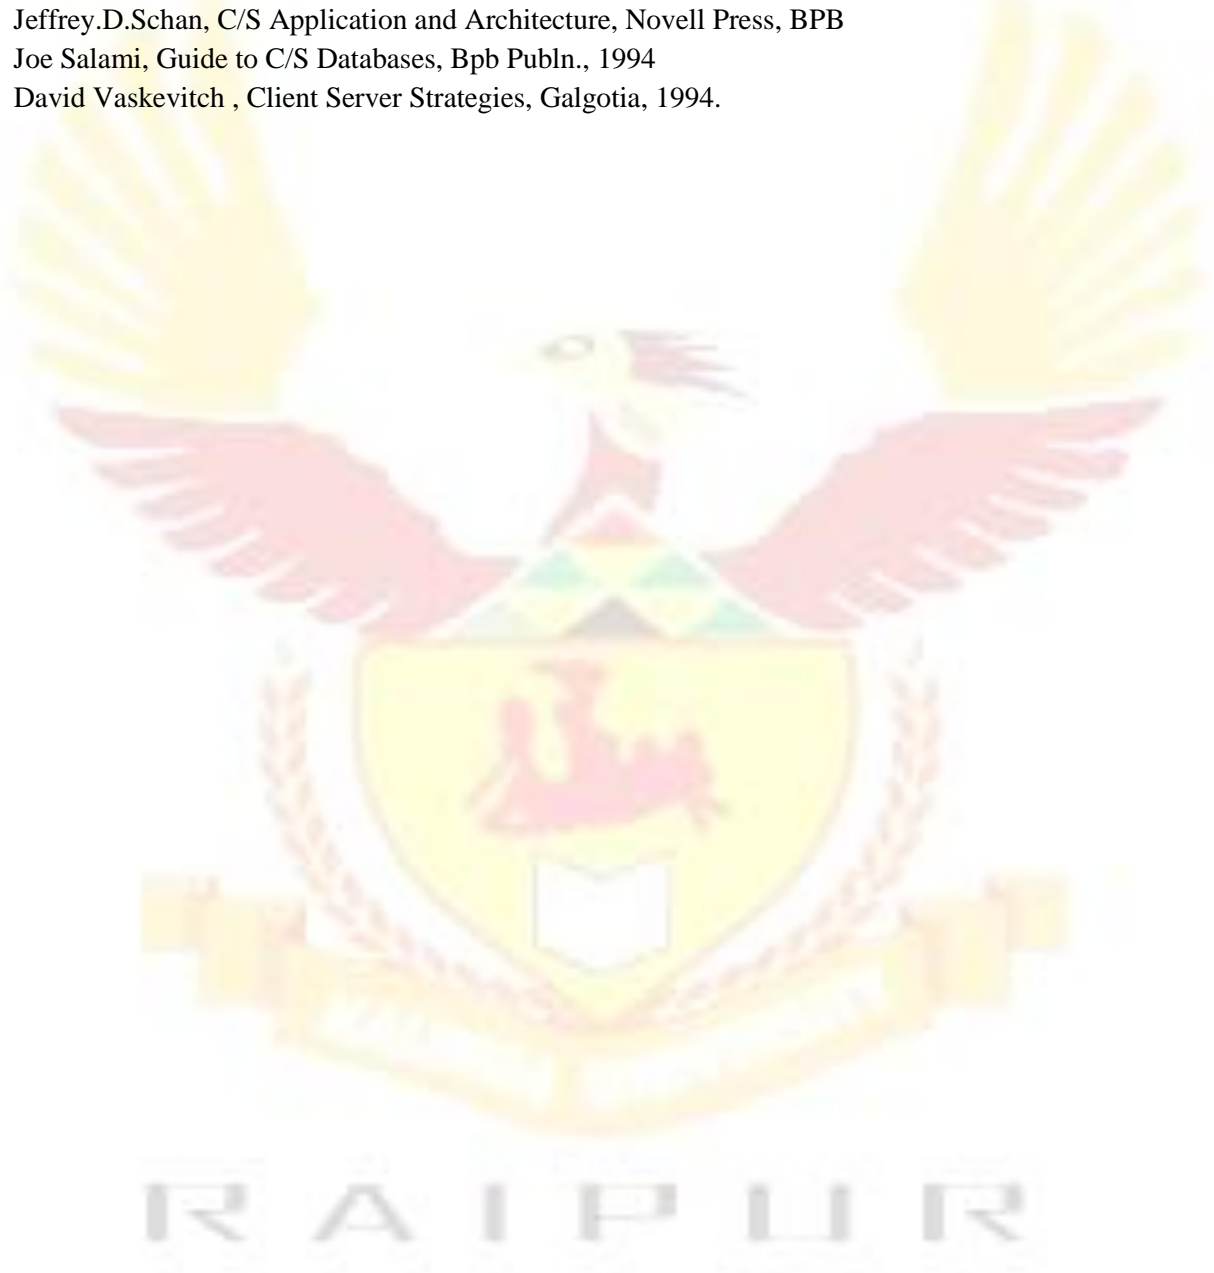 Jeffrey.D.Schan, C/S Application and Architecture, Novell Press, BPB
Joe Salami, Guide to C/S Databases, Bpb Publn., 1994
David Vaskevitch , Client Server Strategies, Galgotia, 1994.
RAIPUR